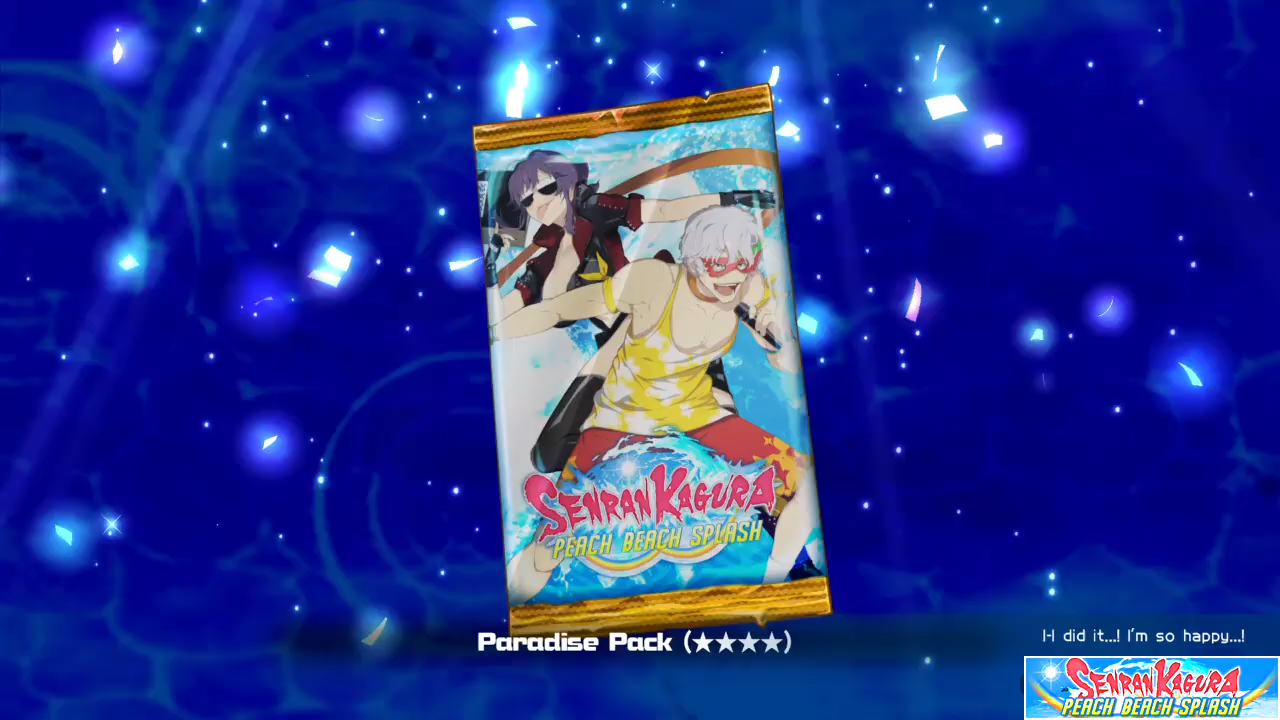 SENRAN KAGURA
PEACH BEACH SPLASH
Paradise Pack (★★★★)
I-I did it...! I'm so happy...!
SENRAN KAGURA
PEACH BEACH SPLASH